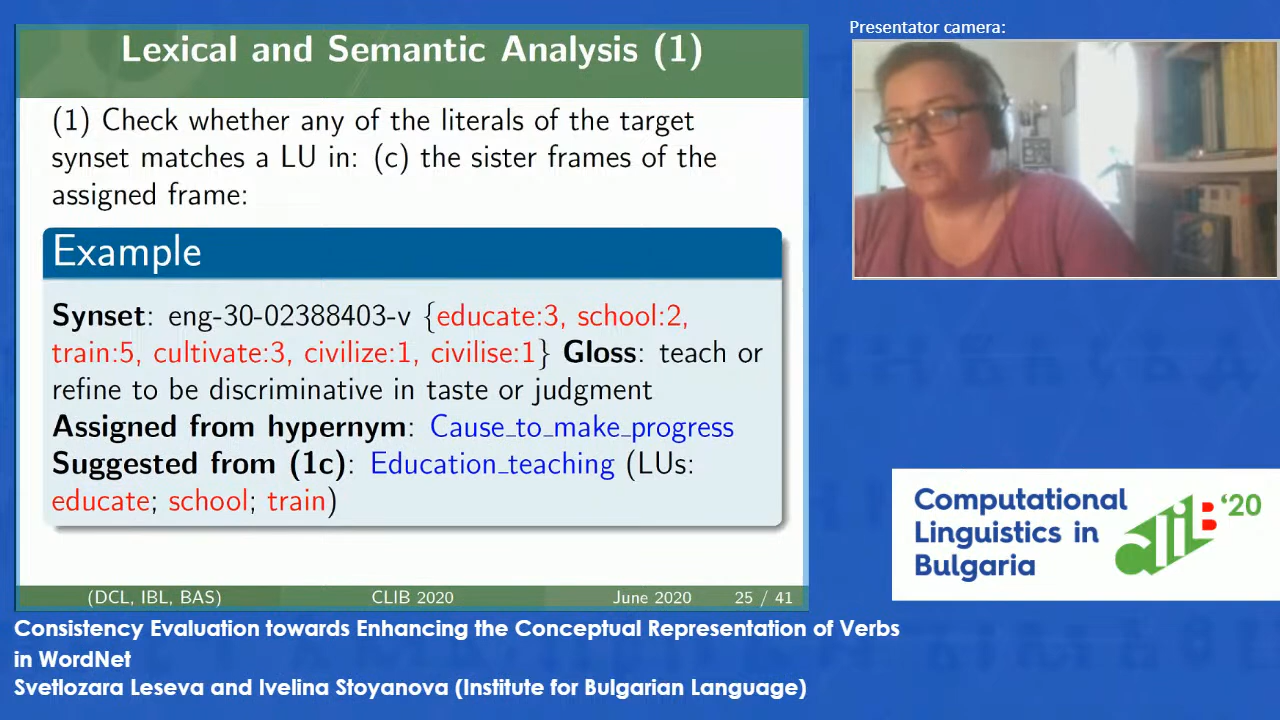 Lexical and Semantic Analysis (1)
(1) Check whether any of the literals of the target
synset matches a LU in: (c) the sister frames of the
assigned frame:
Example
Synset: eng-30-02388403-v {educate:3, school:2,
train:5, cultivate:3, civilize:1, civilise:1} Gloss: teach or
refine to be discriminative in taste or judgment
Assigned from hypernym: Cause_to_make_progress
Suggested from (1c): Education_teaching (LUs:
educate; school; train)
(DCL, IBL, BAS) CLIB 2020 June 2020 25 / 41
Presentator camera:
Computational
Linguistics in
Bulgaria
CLIB '20
Consistency Evaluation towards Enhancing the Conceptual Representation of Verbs
in WordNet
Svetlozara Leseva and Ivelina Stoyanova (Institute for Bulgarian Language)